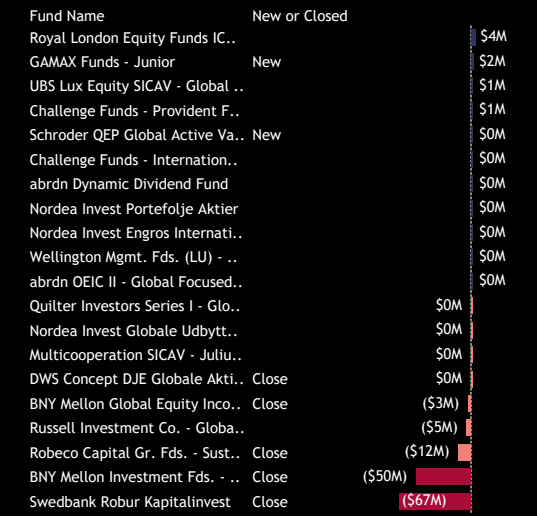 Fund Name New or Closed
Royal London Equity Funds IC.. $4M
GAMAX Funds - Junior New $2M
UBS Lux Equity SICAV - Global .. $1M
Challenge Funds - Provident F.. $1M
Schroder QEP Global Active Va.. New $0M
Challenge Funds - Internation.. $0M
abrdn Dynamic Dividend Fund $0M
Nordea Invest Portefolje Aktier $0M
Nordea Invest Engros Internati.. $0M
Wellington Mgmt. Fds. (LU) - .. $0M
abrdn OEIC II - Global Focused.. $0M
Quilter Investors Series I - Glo.. $0M
Nordea Invest Globale Udbytt.. $0M
Multicooperation SICAV - Juliu.. $0M
DWS Concept DJE Globale Akti.. Close $0M
BNY Mellon Global Equity Inco.. Close ($3M)
Russell Investment Co. - Globa.. ($5M)
Robeco Capital Gr. Fds. - Sust.. Close ($12M)
BNY Mellon Investment Fds. - .. Close ($50M)
Swedbank Robur Kapitalinvest Close ($67M)